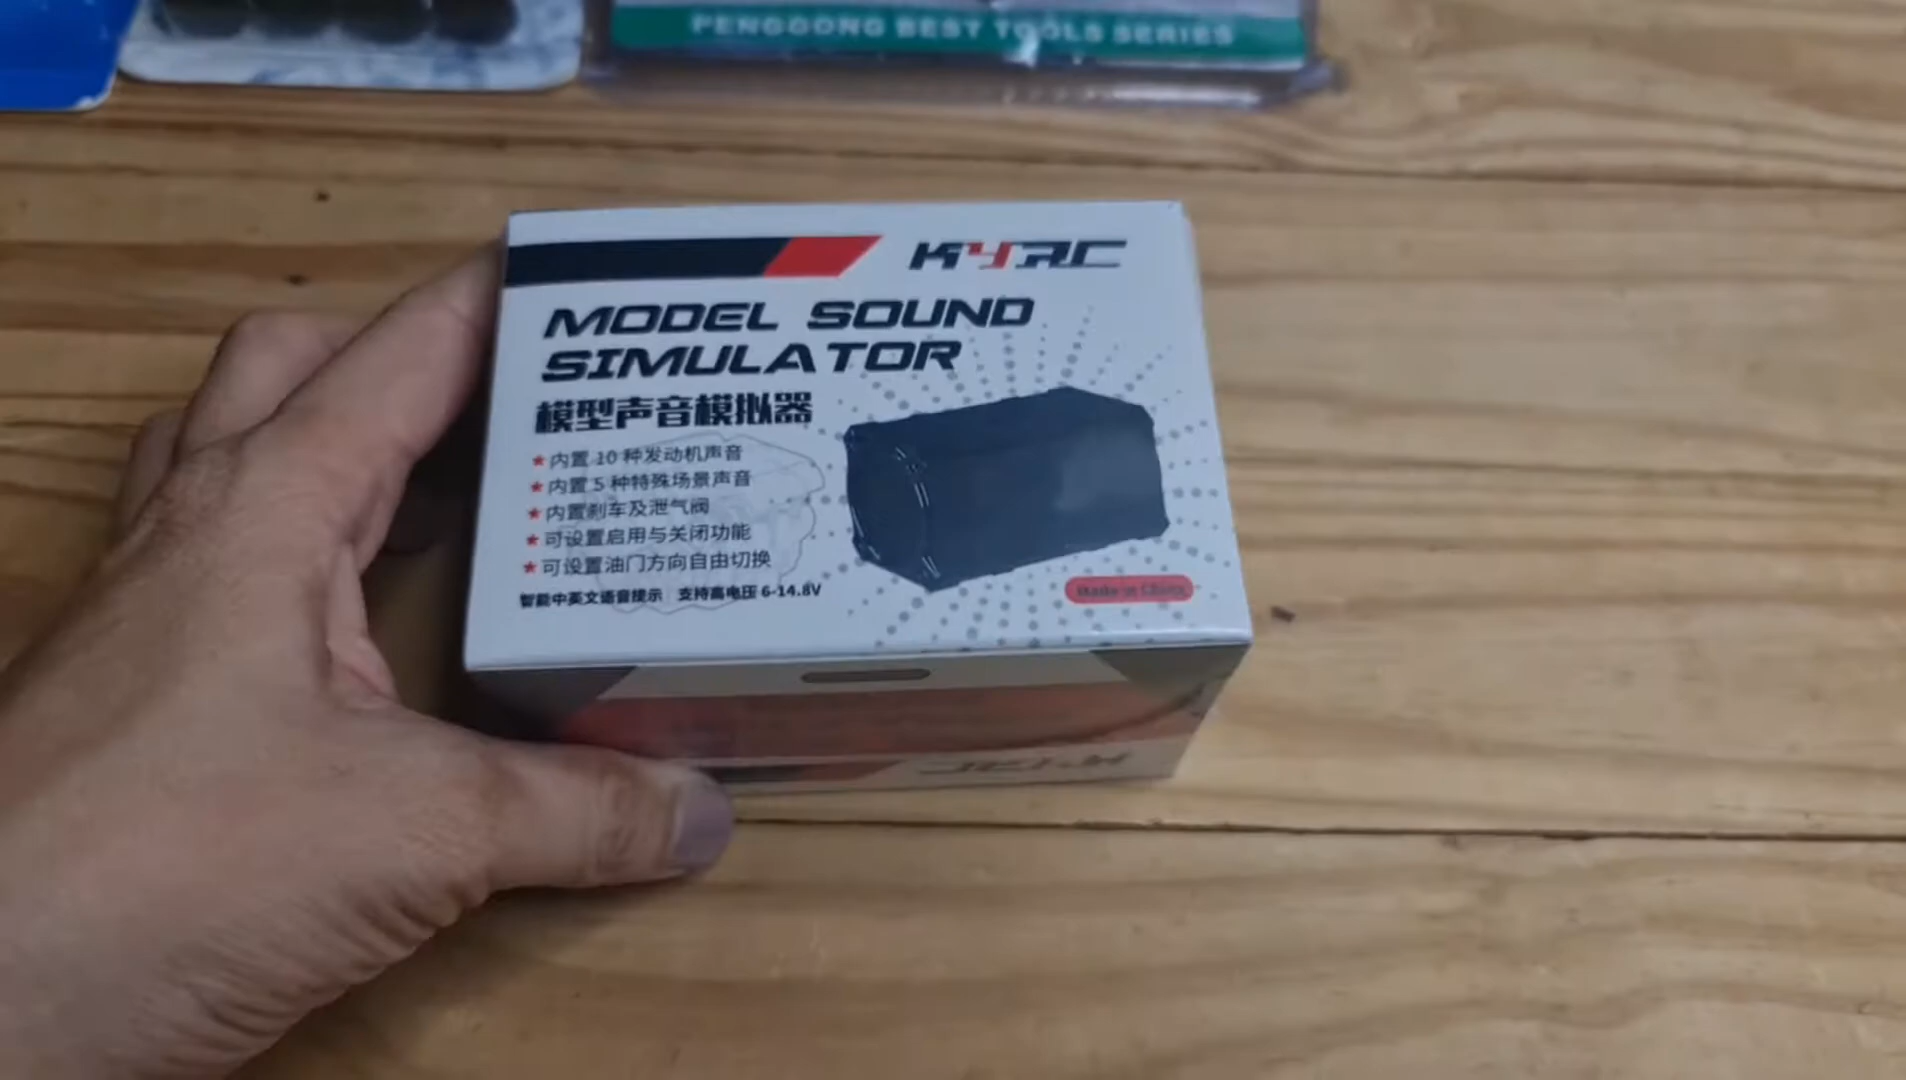 PENGGONG BEST TOOLS SERIES
KYRC
MODEL SOUND
SIMULATOR
模型声音模拟器
★内置 10 种发动机声音
★内置 5 种特殊场景声音
★内置刹车及泄气阀
★可设置启用与关闭功能
★可设置油门方向自由切换
智能中英文语音提示 支持高电压 6-14.8V
Made in China
KYRC